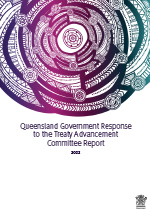 Queensland Government Response
to the Treaty Advancement
Committee Report
2022